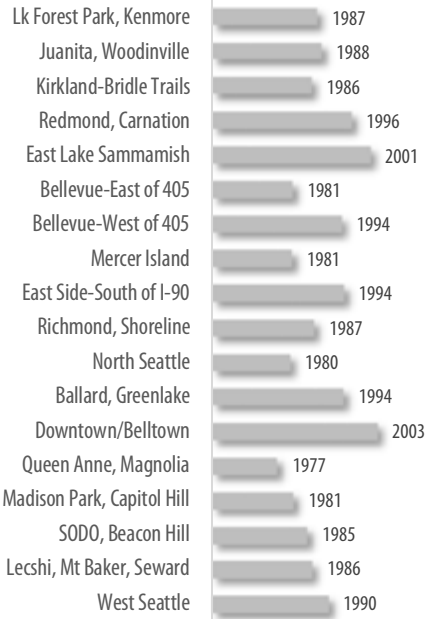 Lk Forest Park, Kenmore 1987
Juanita, Woodinville 1988
Kirkland-Bridle Trails 1986
Redmond, Carnation 1996
East Lake Sammamish 2001
Bellevue-East of 405 1981
Bellevue-West of 405 1994
Mercer Island 1981
East Side-South of I-90 1994
Richmond, Shoreline 1987
North Seattle 1980
Ballard, Greenlake 1994
Downtown/Belltown 2003
Queen Anne, Magnolia 1977
Madison Park, Capitol Hill 1981
SODO, Beacon Hill 1985
Lecshi, Mt Baker, Seward 1986
West Seattle 1990